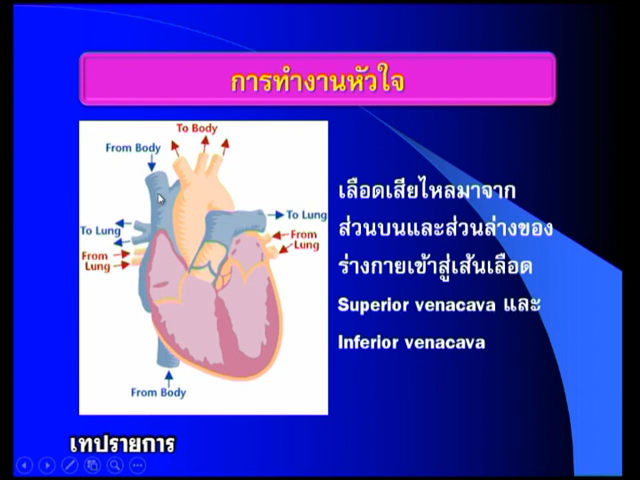 การทำงานหัวใจ
To Body
From Body
To Lung
To Lung
From
Lung
From
Lung
From Body
เลือดเสียไหลมาจาก
ส่วนบนและส่วนล่างของ
ร่างกายเข้าสู่เส้นเลือด
Superior venacava และ
Inferior venacava
เทปรายการ